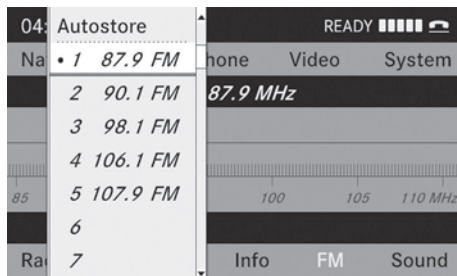 04: Autostore READY
Na • 1 87.9 FM hone Video System
2 90.1 FM 87.9 MHz
3 98.1 FM
4 106.1 FM
85 5 107.9 FM 100 105 110 MHz
6
Ra 7 Info FM Sound